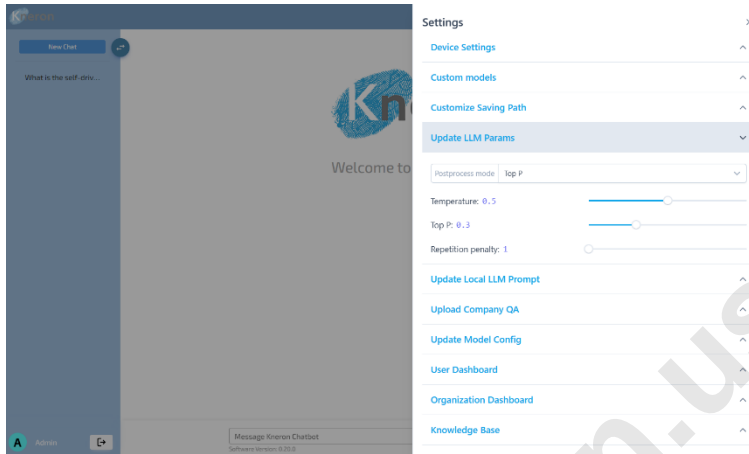 Kneron
New Chat
What is the self-driv...
Admin
Welcome to
Message Kneron Chatbot
Software Version: 0.20.0
Settings
Device Settings
Custom models
Customize Saving Path
Update LLM Params
Postprocess mode Top P
Temperature: 0.5
Top P: 0.3
Repetition penalty: 1
Update Local LLM Prompt
Upload Company QA
Update Model Config
User Dashboard
Organization Dashboard
Knowledge Base